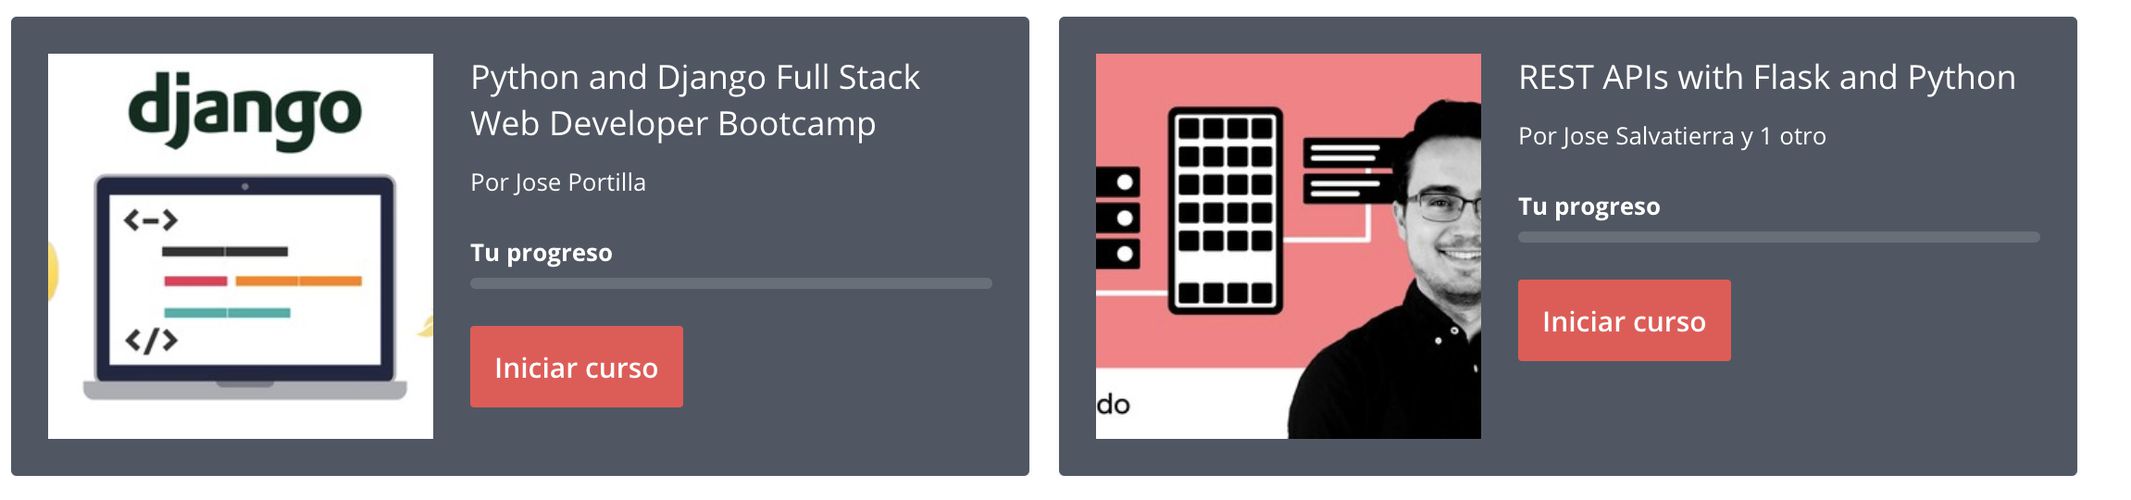 django
<->
</>
Python and Django Full Stack
Web Developer Bootcamp
Por Jose Portilla
Tu progreso
Iniciar curso
do
REST APIs with Flask and Python
Por Jose Salvatierra y 1 otro
Tu progreso
Iniciar curso